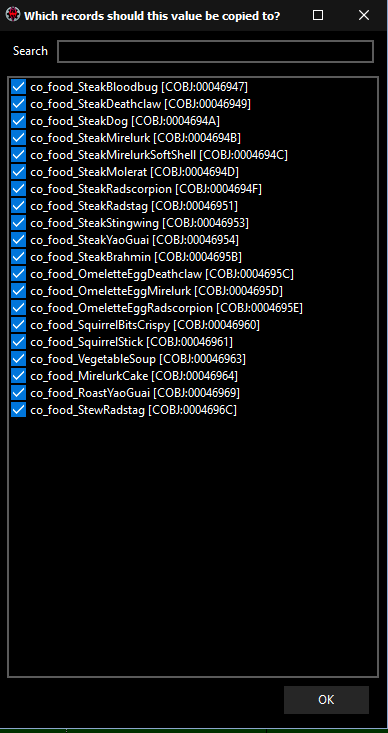 Which records should this value be copied to?
Search
co_food_SteakBloodbug [COBJ:00046947]
co_food_SteakDeathclaw [COBJ:00046949]
co_food_SteakDog [COBJ:0004694A]
co_food_SteakMirelurk [COBJ:0004694B]
co_food_SteakMirelurkSoftShell [COBJ:0004694C]
co_food_SteakMolerat [COBJ:0004694D]
co_food_SteakRadscorpion [COBJ:0004694F]
co_food_SteakRadstag [COBJ:00046951]
co_food_SteakStingwing [COBJ:00046953]
co_food_SteakYaoGuai [COBJ:00046954]
co_food_SteakBrahmin [COBJ:0004695B]
co_food_OmeletteEggDeathclaw [COBJ:0004695C]
co_food_OmeletteEggMirelurk [COBJ:0004695D]
co_food_OmeletteEggRadscorpion [COBJ:0004695E]
co_food_SquirrelBitsCrispy [COBJ:00046960]
co_food_SquirrelStick [COBJ:00046961]
co_food_VegetableSoup [COBJ:00046963]
co_food_MirelurkCake [COBJ:00046964]
co_food_RoastYaoGuai [COBJ:00046969]
co_food_StewRadstag [COBJ:0004696C]
OK